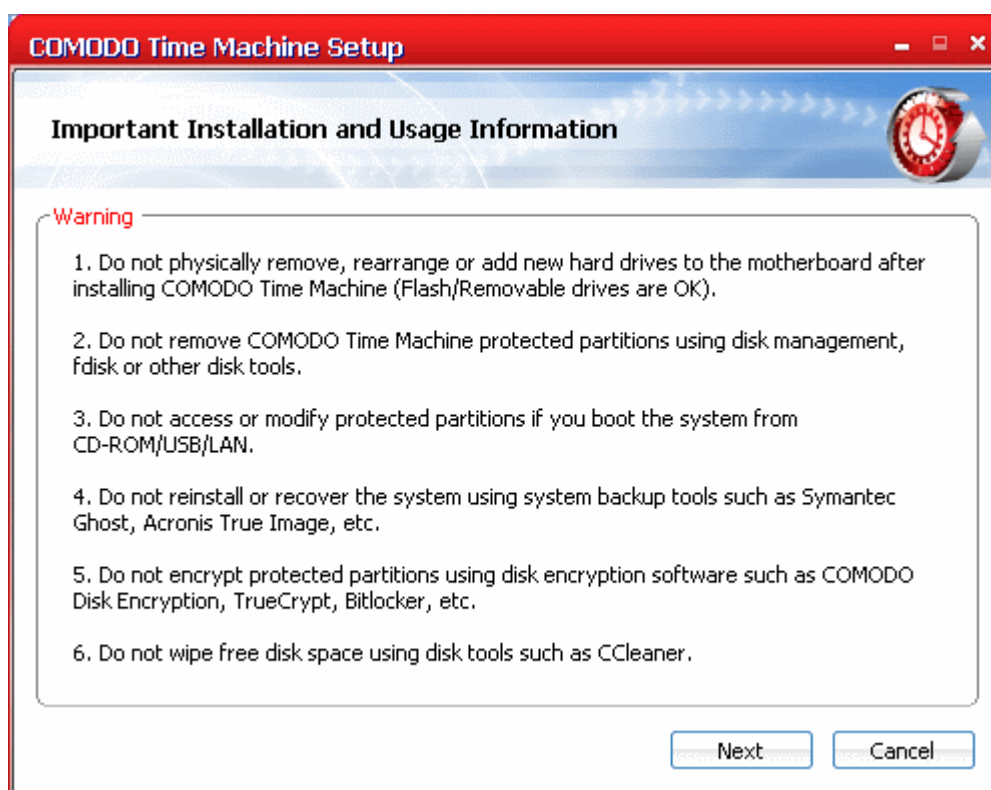 COMODO Time Machine Setup
Important Installation and Usage Information
Warning
1. Do not physically remove, rearrange or add new hard drives to the motherboard after
installing COMODO Time Machine (Flash/Removable drives are OK).
2. Do not remove COMODO Time Machine protected partitions using disk management,
fdisk or other disk tools.
3. Do not access or modify protected partitions if you boot the system from
CD-ROM/USB/LAN.
4. Do not reinstall or recover the system using system backup tools such as Symantec
Ghost, Acronis True Image, etc.
5. Do not encrypt protected partitions using disk encryption software such as COMODO
Disk Encryption, TrueCrypt, Bitlocker, etc.
6. Do not wipe free disk space using disk tools such as CCleaner.
Next
Cancel